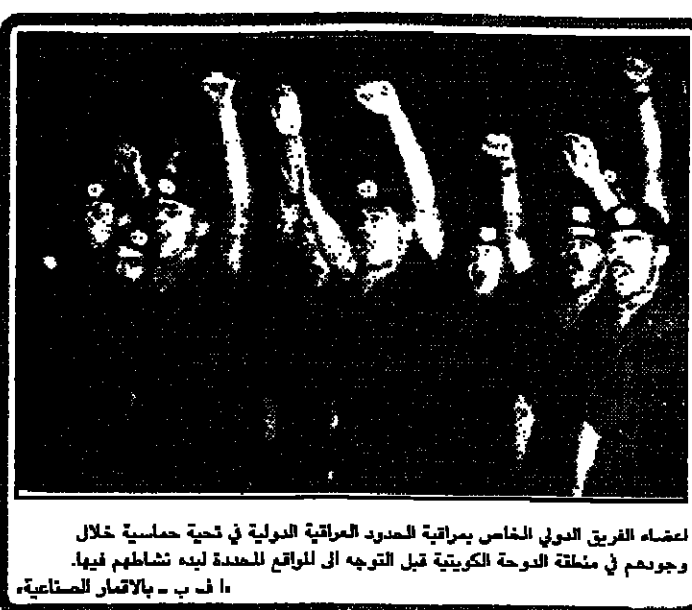 اعضاء الفريق الدولي الخاص بمراقبة الحدود العراقية الدولية في تحية حماسية خلال
وجودهم في منطقة الدوحة الكويتية قبل التوجه الى المواقع المحددة لبدء نشاطهم فيها.
«ا ف ب ـ بالاقمار الصناعية»